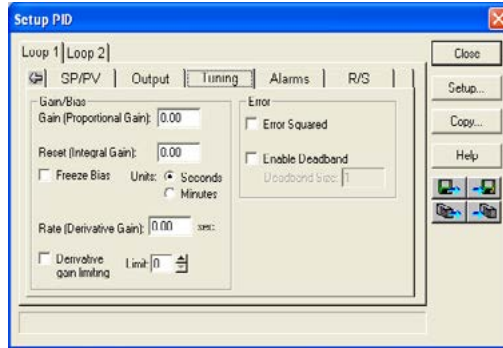 Setup PID
Loop 1 Loop 2
SP/PV Output Tuning Alarms R/S
Gain/Bias
Gain (Proportional Gain): 0.00
Reset (Integral Gain): 0.00
Freeze Bias Units: Seconds
Minutes
Rate (Derivative Gain): 0.00 sec
Derivative
gain limiting Limit: 0
Error
Error Squared
Enable Deadband
Deadband Size: 1
Close
Setup...
Copy...
Help